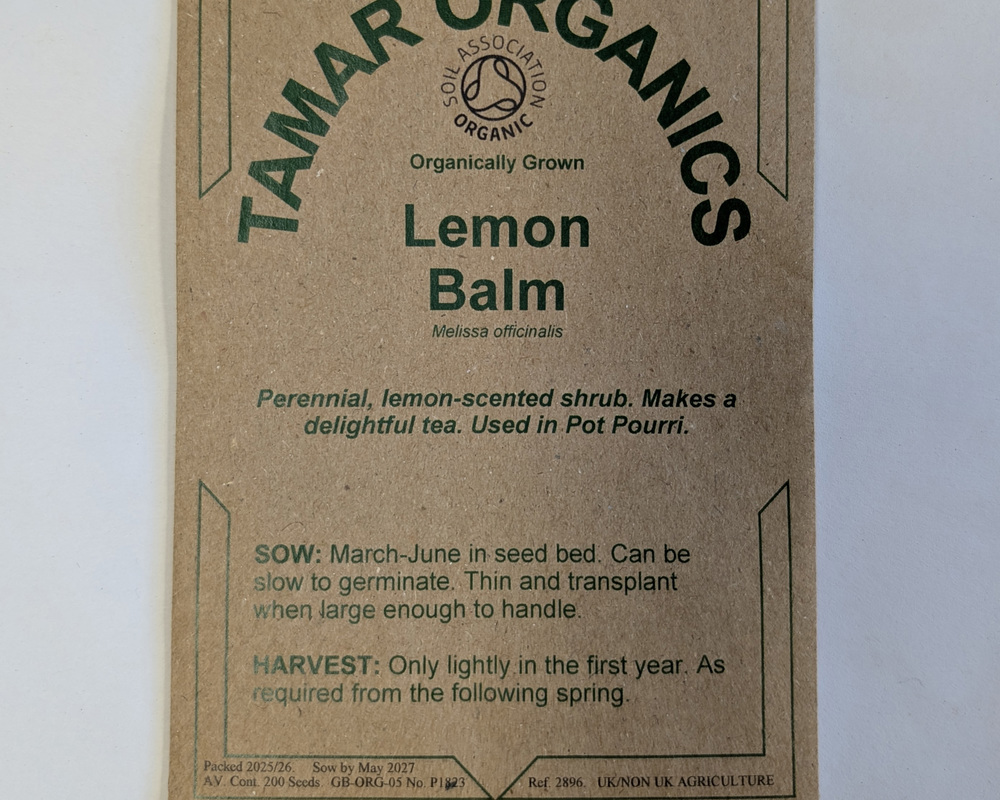 TAMAR ORGANICS
SOIL ASSOCIATION
ORGANIC
Organically Grown
Lemon
Balm
Melissa officinalis
Perennial, lemon-scented shrub. Makes a
delightful tea. Used in Pot Pourri.
SOW: March-June in seed bed. Can be
slow to germinate. Thin and transplant
when large enough to handle.
HARVEST: Only lightly in the first year. As
required from the following spring.
Packed 2025/26. Sow by May 2027
AV. Cont. 200 Seeds. GB-ORG-05 No. P1823
Ref. 2896. UK/NON UK AGRICULTURE